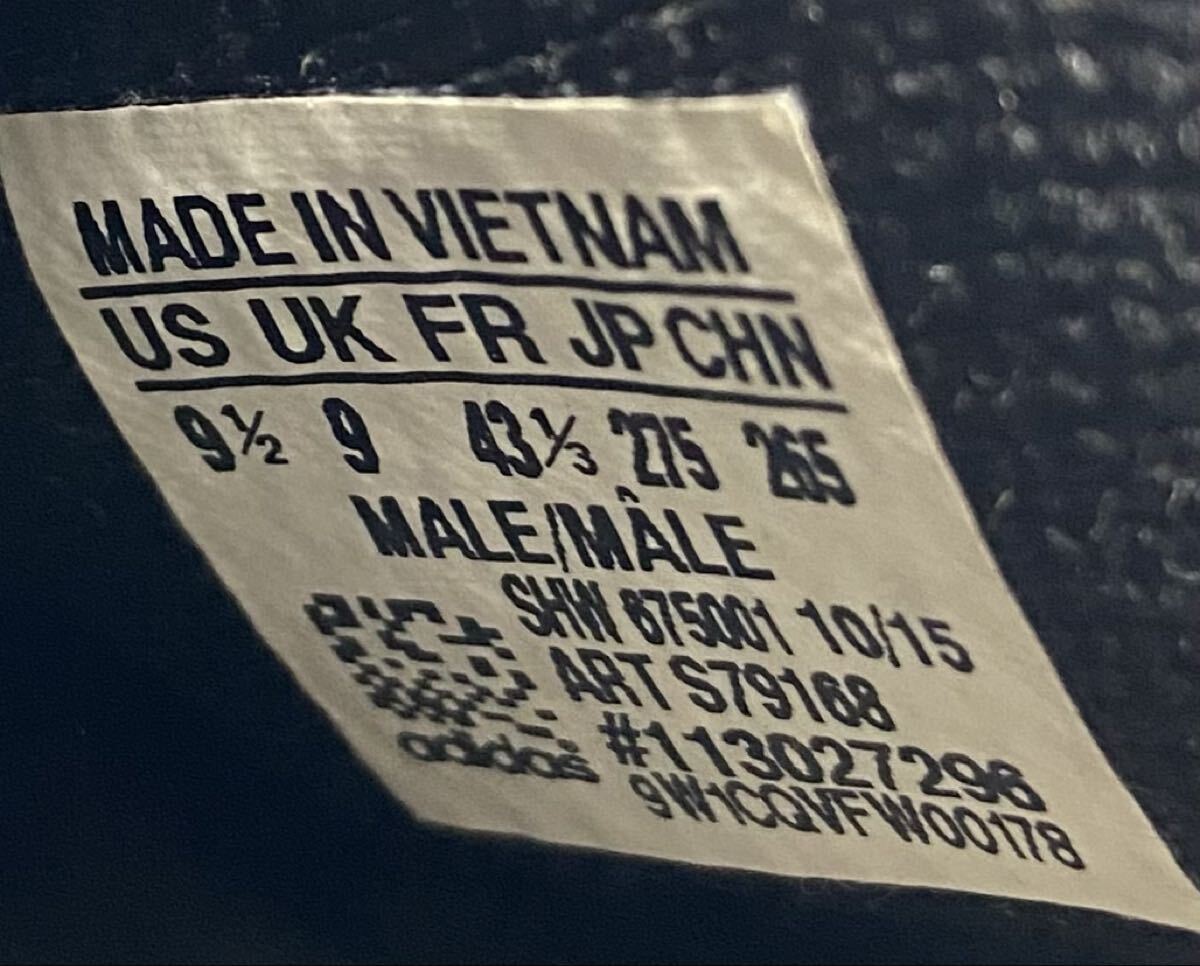 MADE IN VIETNAM
US UK FR JP CHN
9½ 9 43⅓ 275 265
MALE/MÂLE
SHW 675001 10/15
ART S79168
#113027296
adidas
9W1CQVFW00178